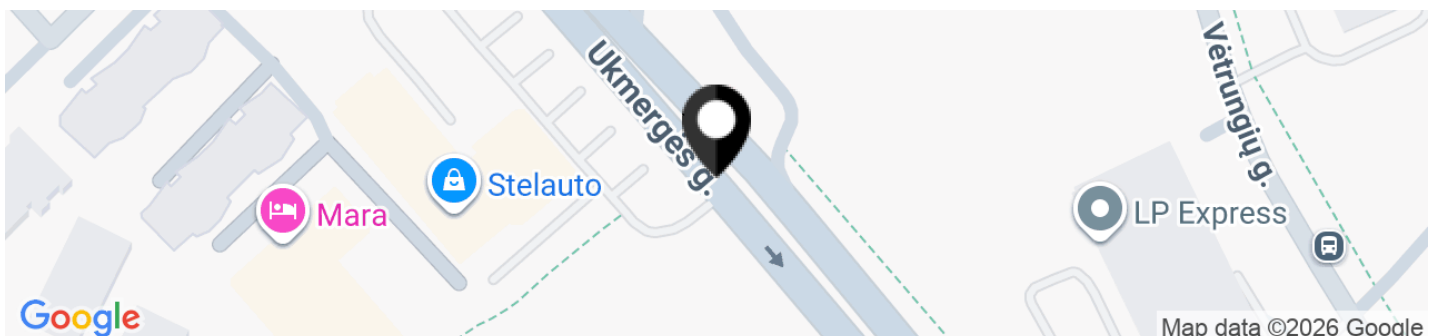 Ukmergės g.
Vėtrungių g.
Stelauto
Mara
LP Express
Google
Map data ©2026 Google